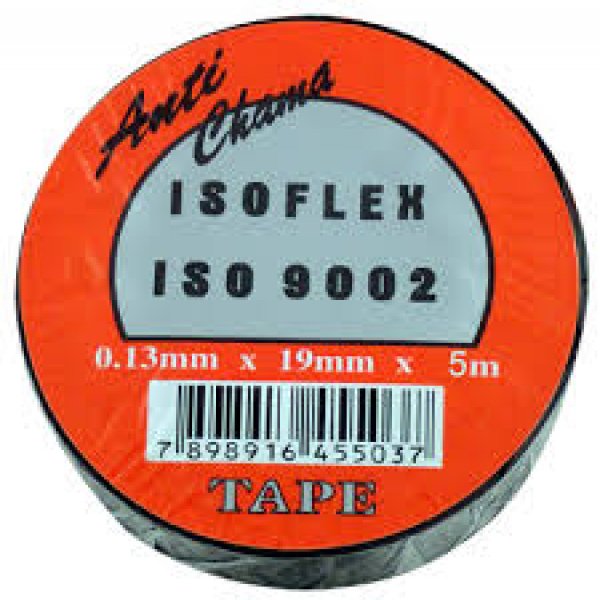 Anti
Chama
ISOFLEX
ISO 9002
0.13mm x 19mm x 5m
7 898916 455037
TAPE